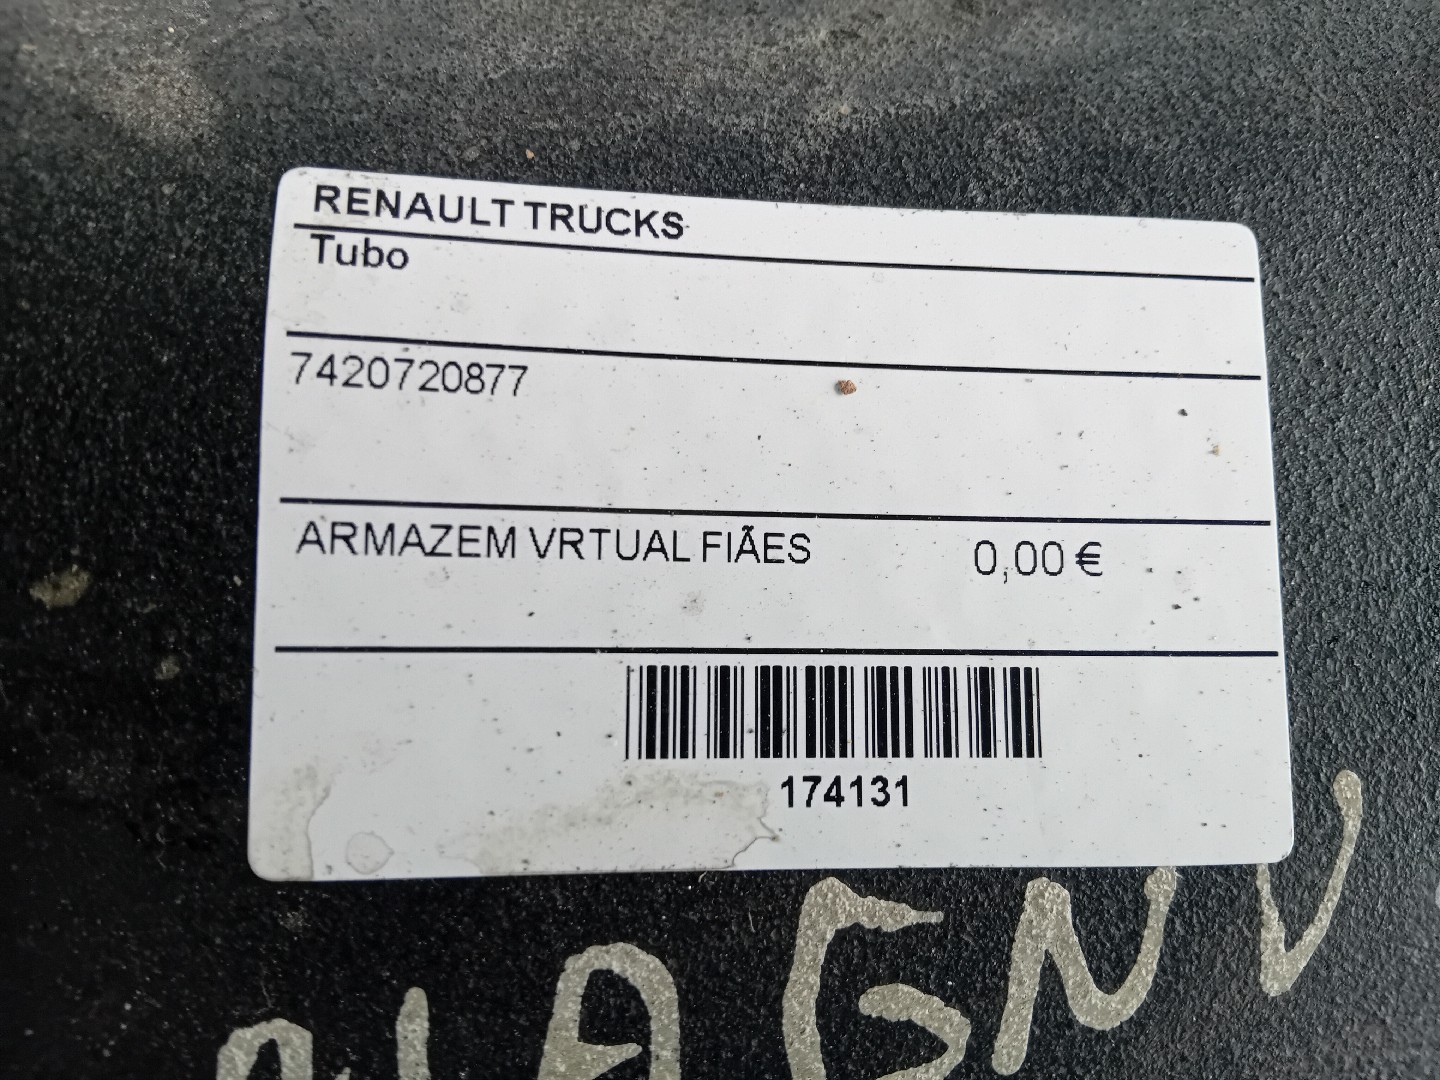 RENAULT TRUCKS
Tubo
7420720877
ARMAZEM VRTUAL FIÃES 0,00 €
174131